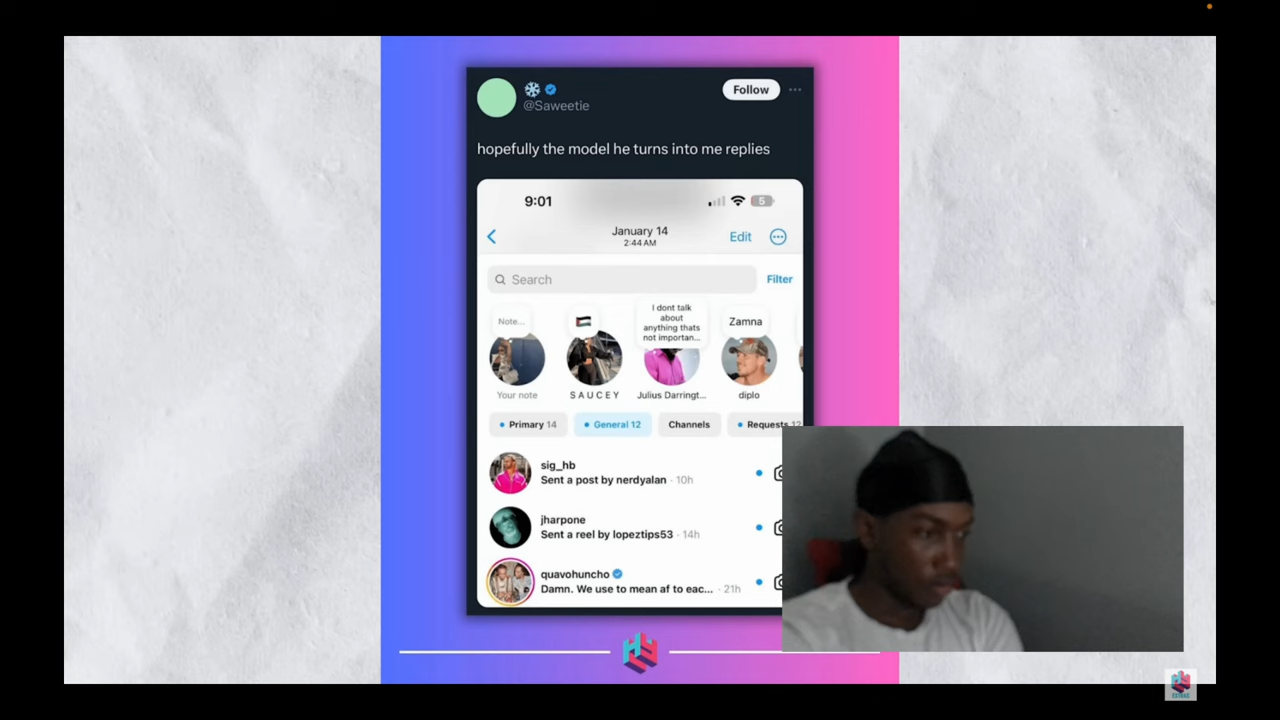 ❄️
@Saweetie
Follow
hopefully the model he turns into me replies
9:01
5
January 14
2:44 AM
Edit
Search
Filter
Note...
🇵🇸
I dont talk
about
anything thats
not importan...
Zamna
Your note
S A U C E Y
Julius Darringt...
diplo
Primary 14
General 12
Channels
Requests 12
sig_hb
Sent a post by nerdyalan · 10h
jharpone
Sent a reel by lopeztips53 · 14h
quavohuncho
Damn. We use to mean af to eac... · 21h